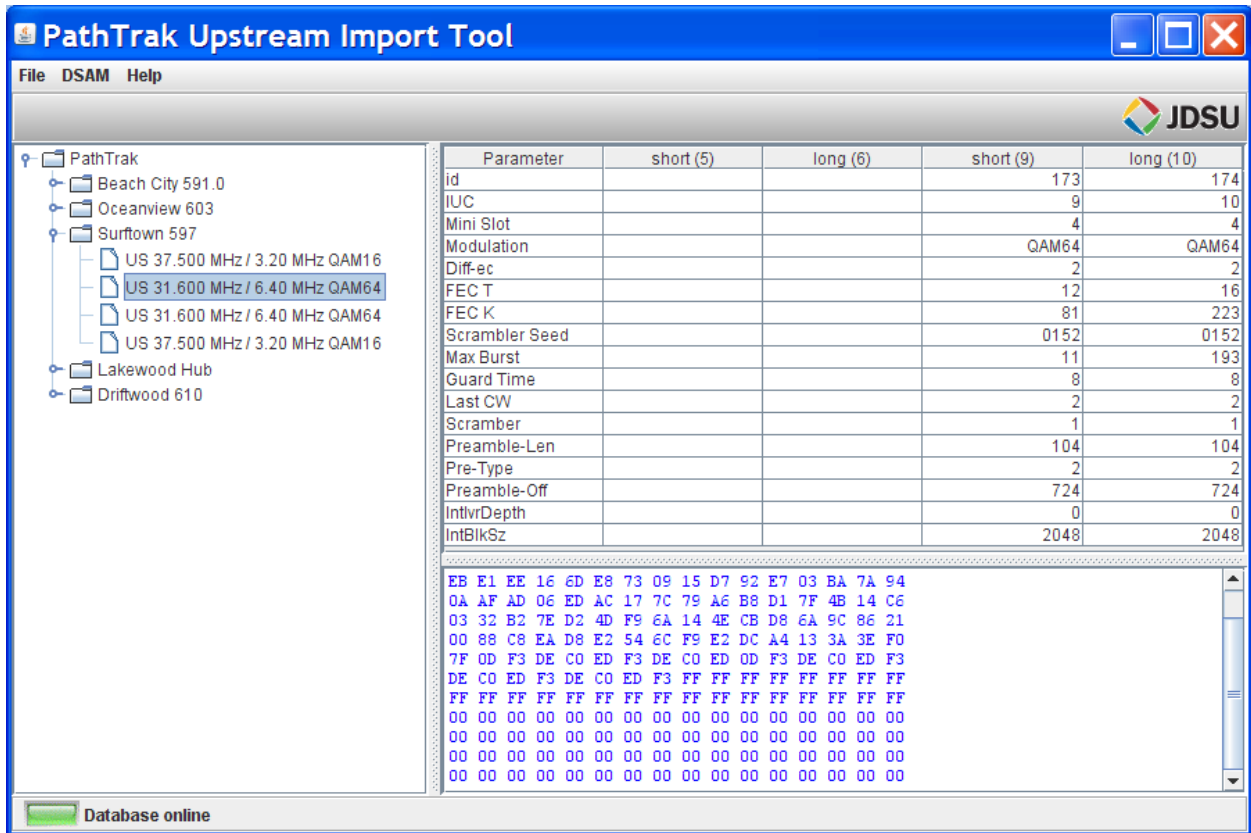 PathTrak Upstream Import Tool
File DSAM Help
JDSU
PathTrak
Beach City 591.0
Oceanview 603
Surftown 597
US 37.500 MHz / 3.20 MHz QAM16
US 31.600 MHz / 6.40 MHz QAM64
US 31.600 MHz / 6.40 MHz QAM64
US 37.500 MHz / 3.20 MHz QAM16
Lakewood Hub
Driftwood 610
Parameter short (5) long (6) short (9) long (10)
id 173 174
IUC 9 10
Mini Slot 4 4
Modulation QAM64 QAM64
Diff-ec 2 2
FEC T 12 16
FEC K 81 223
Scrambler Seed 0152 0152
Max Burst 11 193
Guard Time 8 8
Last CW 2 2
Scramber 1 1
Preamble-Len 104 104
Pre-Type 2 2
Preamble-Off 724 724
IntlvrDepth 0 0
IntBlkSz 2048 2048
EB E1 EE 16 6D E8 73 09 15 D7 92 E7 03 BA 7A 94
0A AF AD 06 ED AC 17 7C 79 A6 B8 D1 7F 4B 14 C6
03 32 B2 7E D2 4D F9 6A 14 4E CB D8 6A 9C 86 21
00 88 C8 EA D8 E2 54 6C F9 E2 DC A4 13 3A 3E F0
7F 0D F3 DE C0 ED F3 DE C0 ED 0D F3 DE C0 ED F3
DE C0 ED F3 DE C0 ED F3 FF FF FF FF FF FF FF FF
FF FF FF FF FF FF FF FF FF FF FF FF FF FF FF FF
00 00 00 00 00 00 00 00 00 00 00 00 00 00 00 00
00 00 00 00 00 00 00 00 00 00 00 00 00 00 00 00
00 00 00 00 00 00 00 00 00 00 00 00 00 00 00 00
00 00 00 00 00 00 00 00 00 00 00 00 00 00 00 00
Database online